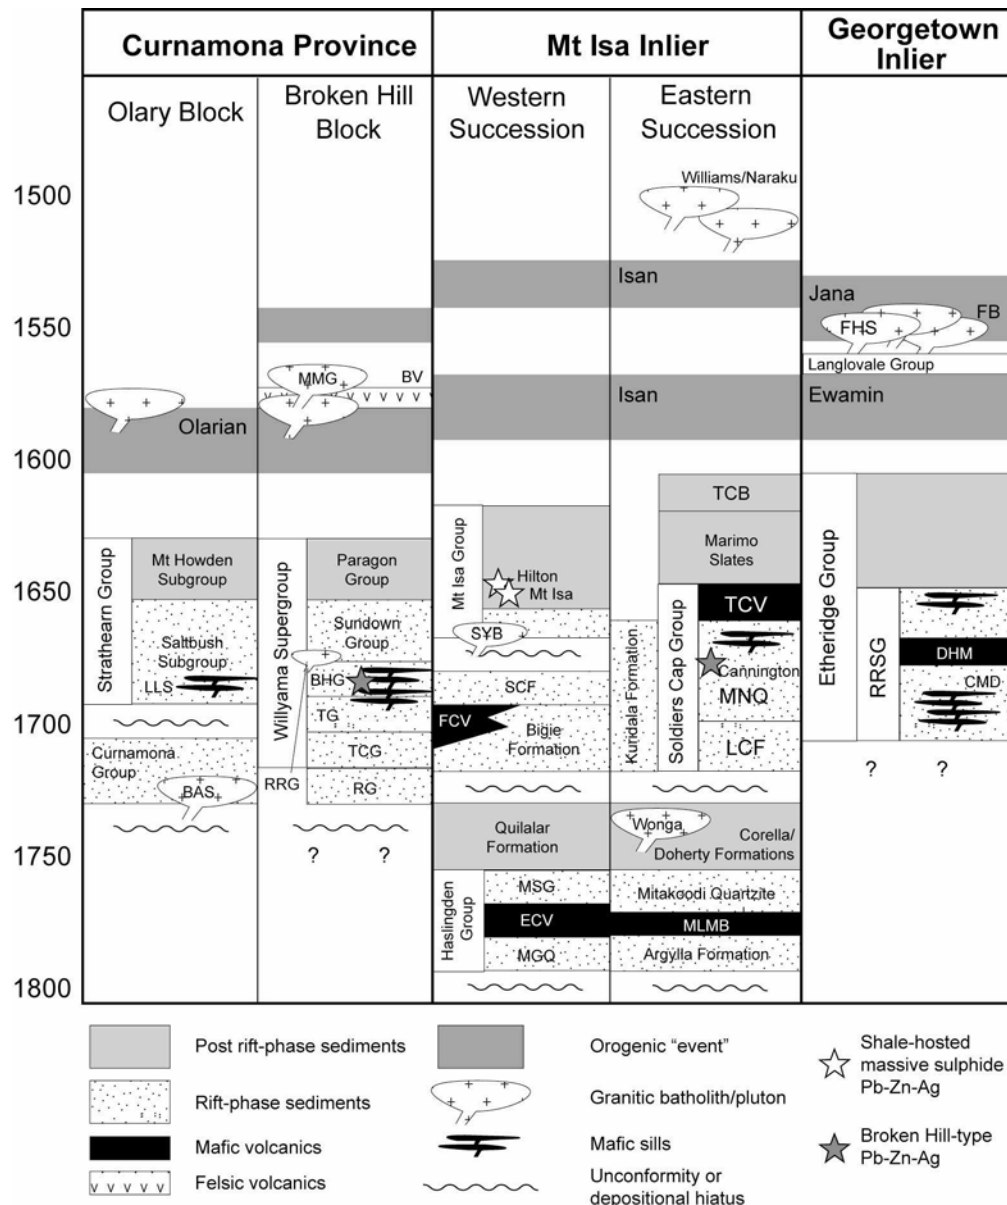 Curnamona Province
Mt Isa Inlier
Georgetown
Inlier
Olary Block
Broken Hill
Block
Western
Succession
Eastern
Succession
1500
1550
1600
1650
1700
1750
1800
Olarian
MMG
BV
Strathearn Group
Mt Howden
Subgroup
Saltbush
Subgroup
LLS
Curnamona
Group
BAS
Willyama Supergroup
Paragon
Group
Sundown
Group
BHG
TG
TCG
RRG
RG
? ?
Isan
Isan
Mt Isa Group
Hilton
Mt Isa
SYB
SCF
FCV
Bigie
Formation
Quilalar
Formation
Haslingden
Group
MSG
ECV
MGQ
Williams/Naraku
TCB
Marimo
Slates
Kuridala Formation
Soldiers Cap Group
TCV
Cannington
MNQ
LCF
Wonga
Corella/
Doherty Formations
Mitakoodi Quartzite
MLMB
Argylla Formation
Jana
FB
FHS
Langlovale Group
Ewamin
Etheridge Group
RRSG
DHM
CMD
? ?
Post rift-phase sediments
Rift-phase sediments
Mafic volcanics
Felsic volcanics
Orogenic “event”
Granitic batholith/pluton
Mafic sills
Unconformity or
depositional hiatus
Shale-hosted
massive sulphide
Pb-Zn-Ag
Broken Hill-type
Pb-Zn-Ag